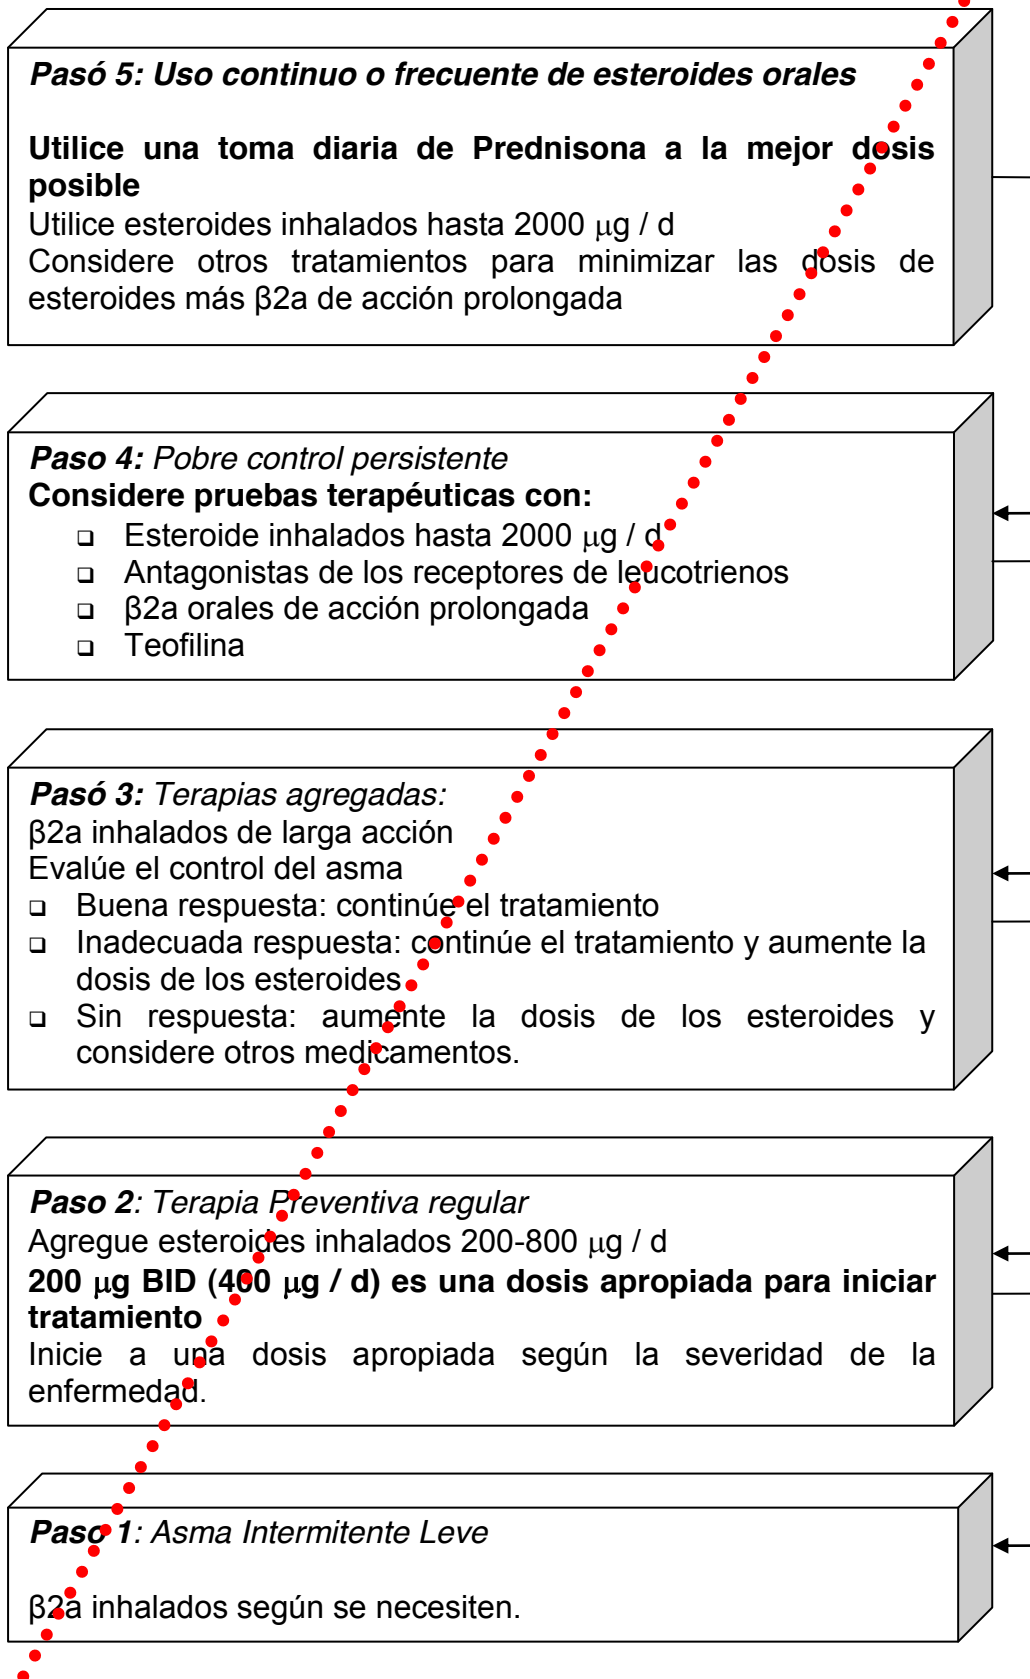 Pasó 5: Uso continuo o frecuente de esteroides orales
Utilice una toma diaria de Prednisona a la mejor dosis
posible
Utilice esteroides inhalados hasta 2000 μg / d
Considere otros tratamientos para minimizar las dosis de
esteroides más β2a de acción prolongada
Paso 4: Pobre control persistente
Considere pruebas terapéuticas con:
❑ Esteroide inhalados hasta 2000 μg / d
❑ Antagonistas de los receptores de leucotrienos
❑ β2a orales de acción prolongada
❑ Teofilina
Pasó 3: Terapias agregadas:
β2a inhalados de larga acción
Evalúe el control del asma
❑ Buena respuesta: continúe el tratamiento
❑ Inadecuada respuesta: continúe el tratamiento y aumente la
dosis de los esteroides
❑ Sin respuesta: aumente la dosis de los esteroides y
considere otros medicamentos.
Paso 2: Terapia Preventiva regular
Agregue esteroides inhalados 200-800 μg / d
200 μg BID (400 μg / d) es una dosis apropiada para iniciar
tratamiento
Inicie a una dosis apropiada según la severidad de la
enfermedad.
Paso 1: Asma Intermitente Leve
β2a inhalados según se necesiten.